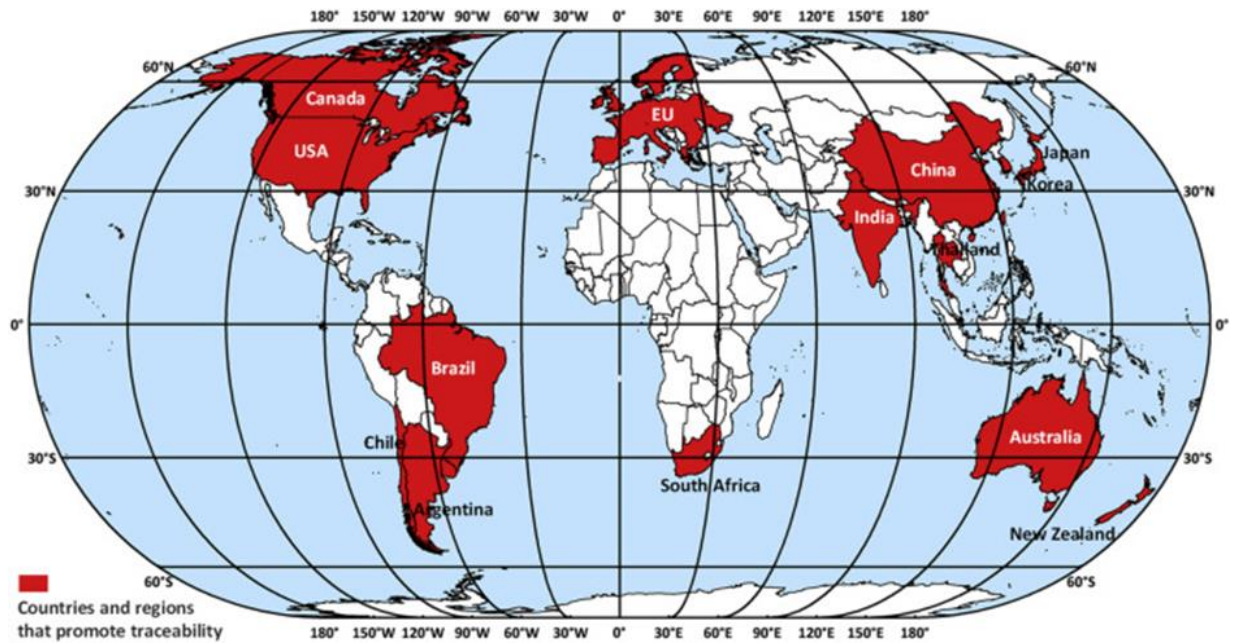 180° 150°W 120°W 90°W 60°W 30°W 0° 30°E 60°E 90°E 120°E 150°E 180°
60°N 60°N
Canada
EU
USA
Japan
China
Korea
30°N 30°N
India
Thailand
0° 0°
Brazil
Chile
Australia
30°S 30°S
South Africa
Argentina
New Zealand
60°S 60°S
Countries and regions
that promote traceability
180° 150°W 120°W 90°W 60°W 30°W 0° 30°E 60°E 90°E 120°E 150°E 180°